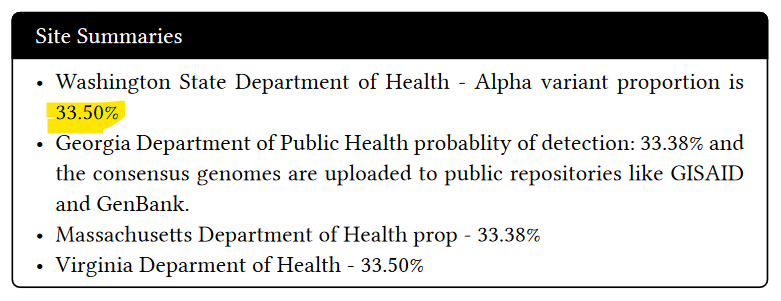 Site Summaries
• Washington State Department of Health - Alpha variant proportion is
33.50%
• Georgia Department of Public Health probablity of detection: 33.38% and
the consensus genomes are uploaded to public repositories like GISAID
and GenBank.
• Massachusetts Department of Health prop - 33.38%
• Virginia Deparment of Health - 33.50%